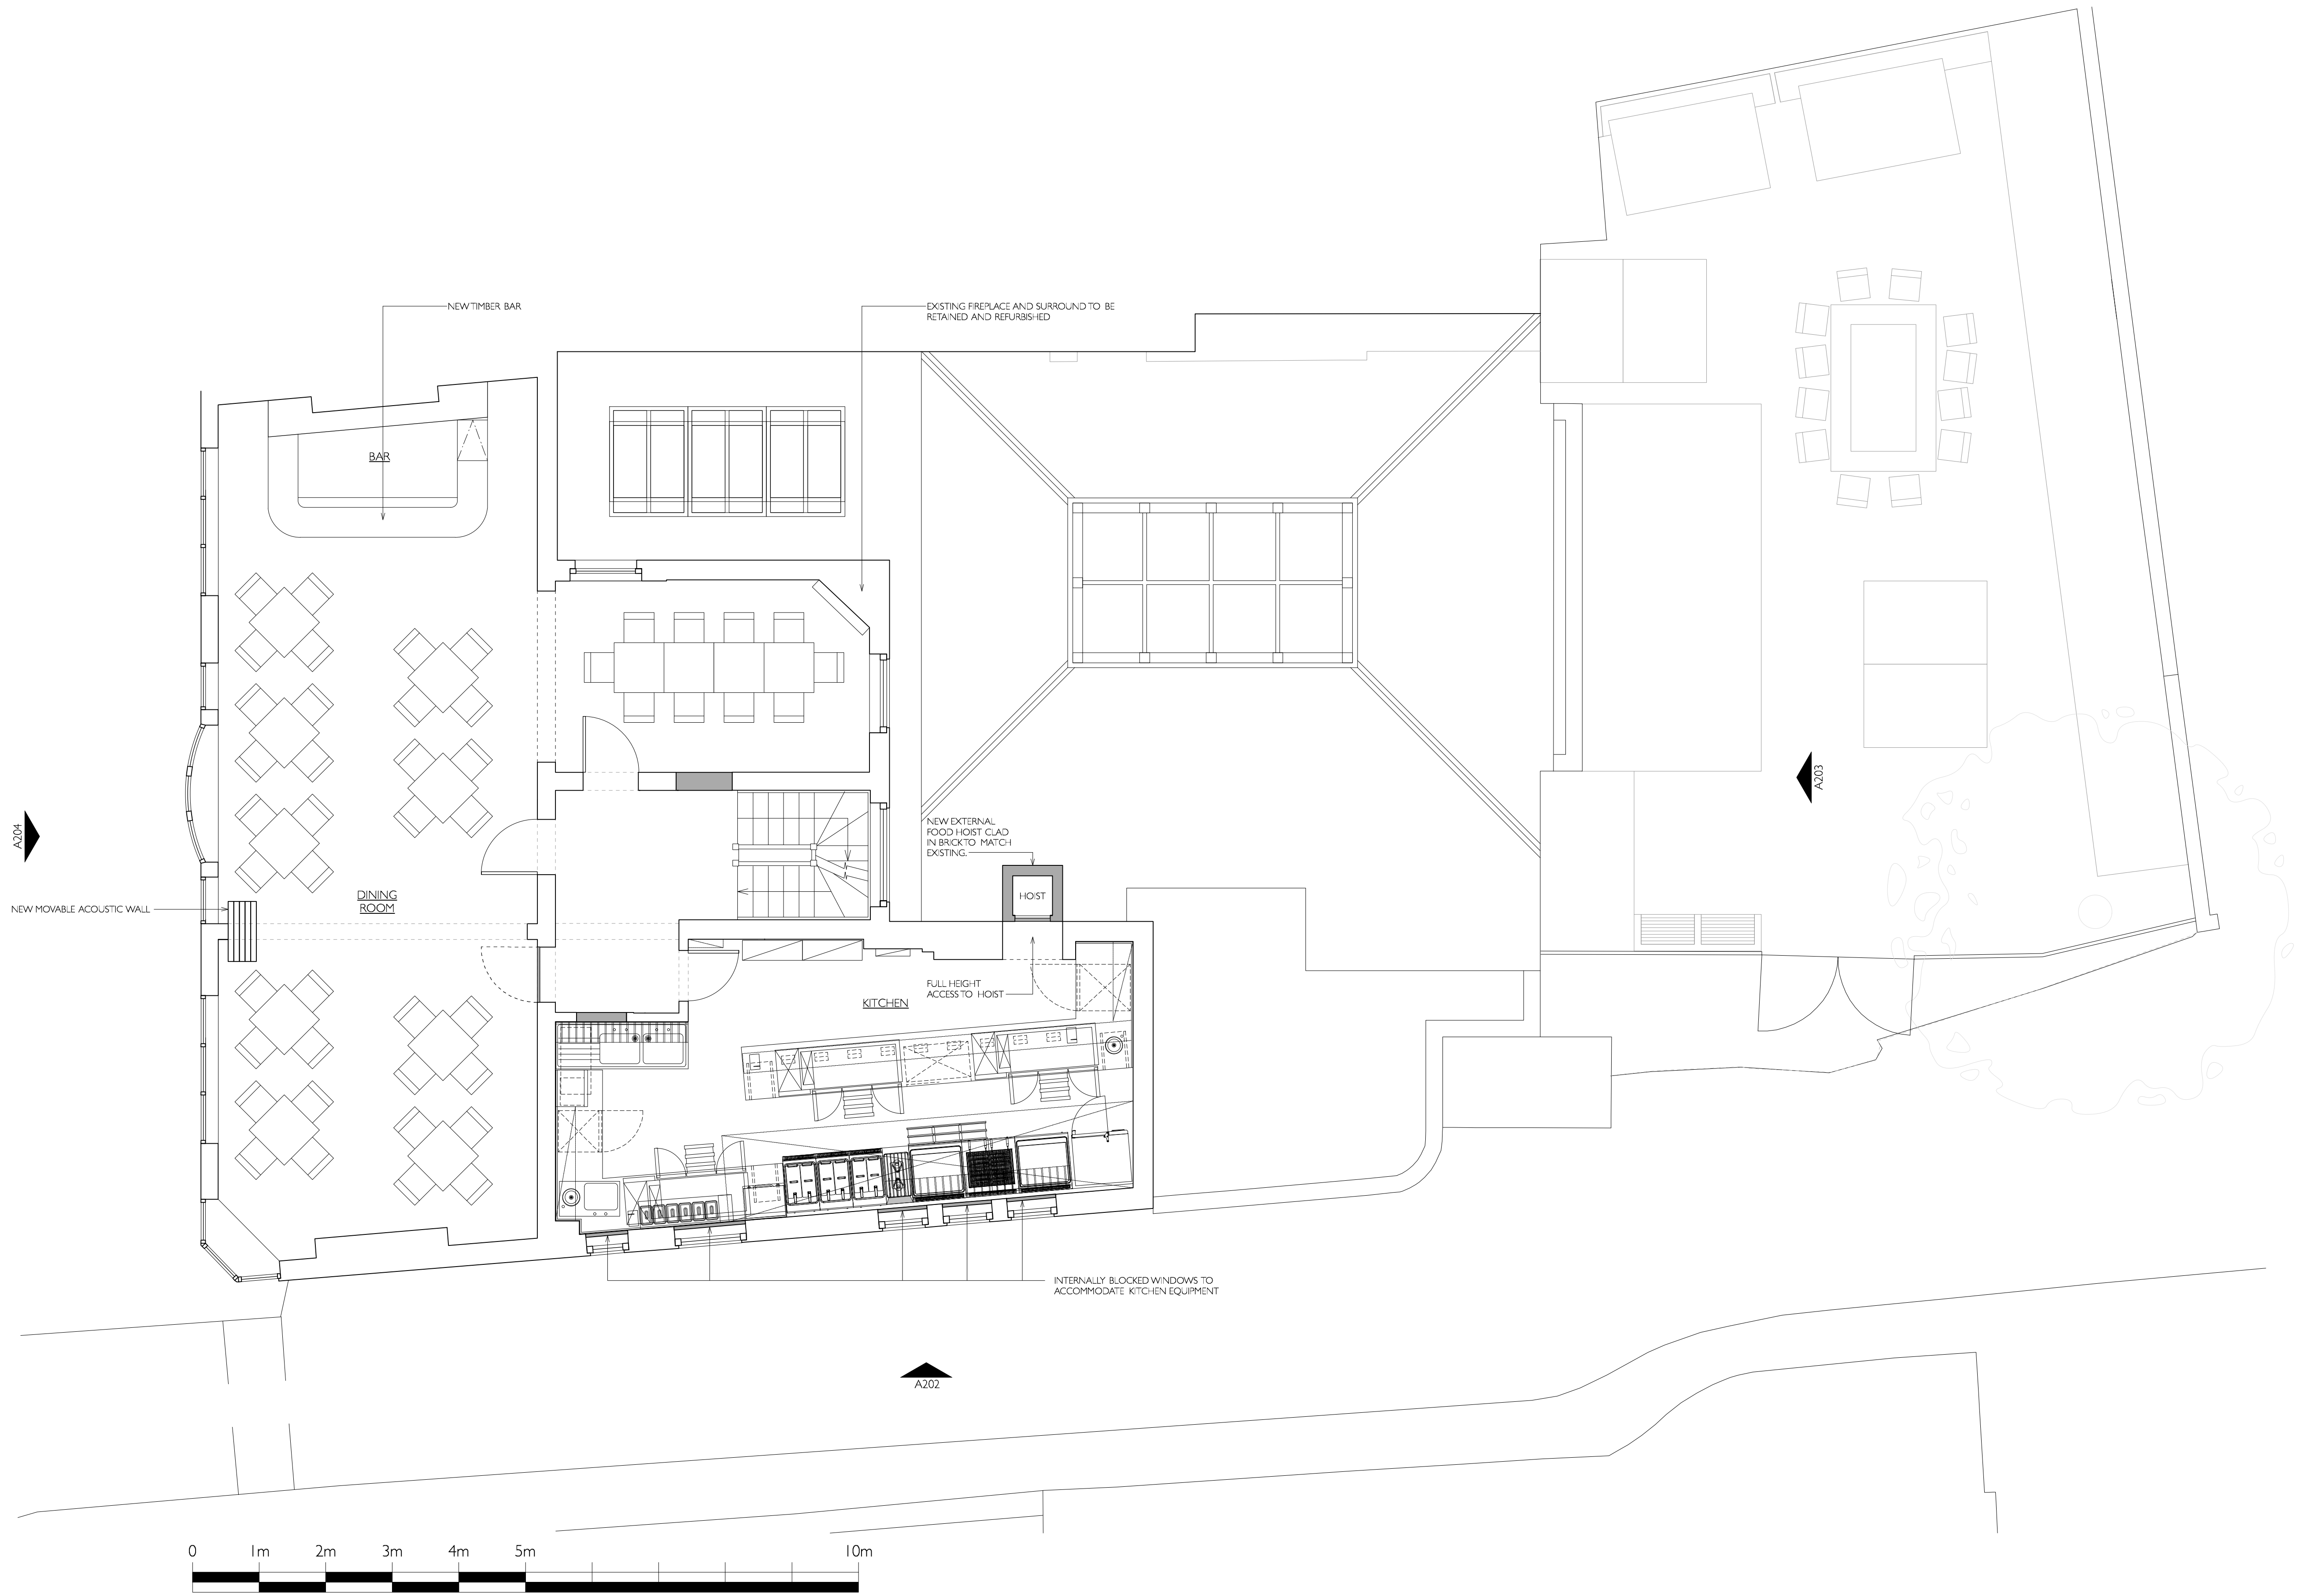 NEW TIMBER BAR
EXISTING FIREPLACE AND SURROUND TO BE
RETAINED AND REFURBISHED
BAR
A203
A204
NEW EXTERNAL
FOOD HOIST CLAD
IN BRICK TO MATCH
EXISTING.
HOIST
DINING
ROOM
NEW MOVABLE ACOUSTIC WALL
FULL HEIGHT
ACCESS TO HOIST
KITCHEN
INTERNALLY BLOCKED WINDOWS TO
ACCOMMODATE KITCHEN EQUIPMENT
A202
0 1m 2m 3m 4m 5m 10m